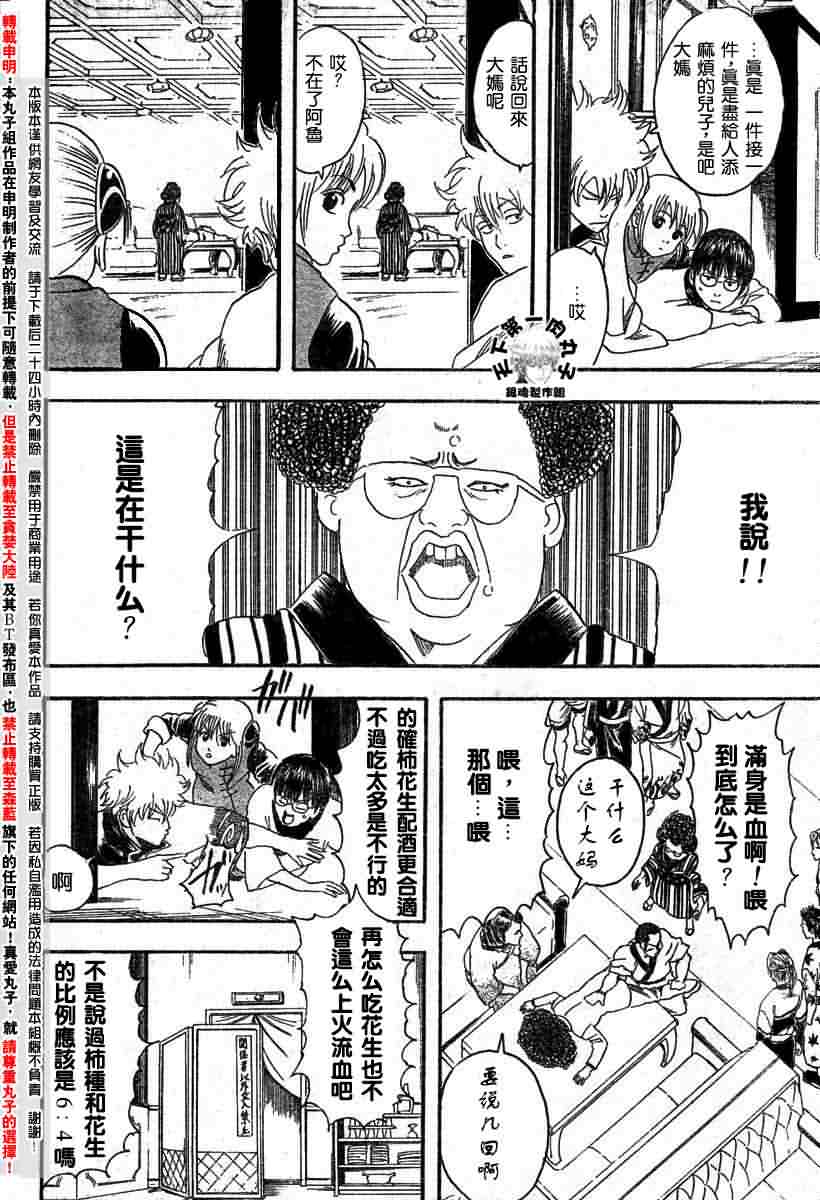 …真是一件接一
件，真是盡給人添
麻煩的兒子，是吧
…哎
話說回來
大媽呢
哎？
不在了阿魯
天下第一肉丸子
銀魂製作組
我說!!
這是在干什么？
滿身是血啊！喂
到底怎么了？
干什么
这个大妈
喂，這…
那個…喂
要说几回啊
的確柿花生配酒更合適
不過吃太多是不行的
啊
再怎么吃花生也不
會這么上火流血吧
不是說過柿種和花生
的比例應該是6:4嗎
轉載申明：本丸子組作品在申明制作者的前提下可隨意轉載．但是禁止轉載至貪婪大陸及其BT發布區．也禁止轉載至森藍旗下的任何網站！真愛丸子．就請尊重丸子的選擇！
本版本僅供網友學習及交流　請于下載后二十四小時內刪除　嚴禁用于商業用途　若你真愛本作品　請支持購買正版　若因私自濫用造成的法律問題本組概不負責　謝謝！